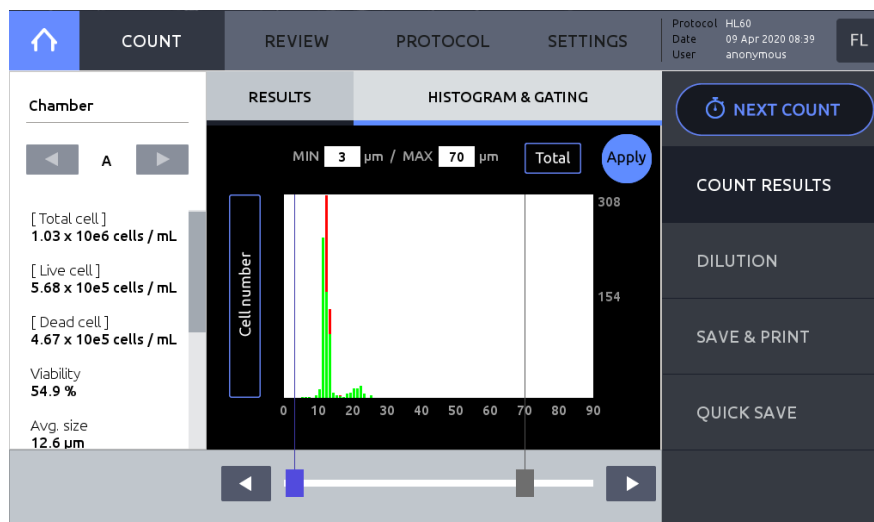 COUNT
REVIEW
PROTOCOL
SETTINGS
Protocol HL60
Date 09 Apr 2020 08:39
User anonymous
FL
Chamber
A
[ Total cell ]
1.03 x 10e6 cells / mL
[ Live cell ]
5.68 x 10e5 cells / mL
[ Dead cell ]
4.67 x 10e5 cells / mL
Viability
54.9 %
Avg. size
12.6 µm
RESULTS
HISTOGRAM & GATING
MIN 3 µm / MAX 70 µm
Total
Apply
Cell number
308
154
0 10 20 30 40 50 60 70 80 90
NEXT COUNT
COUNT RESULTS
DILUTION
SAVE & PRINT
QUICK SAVE